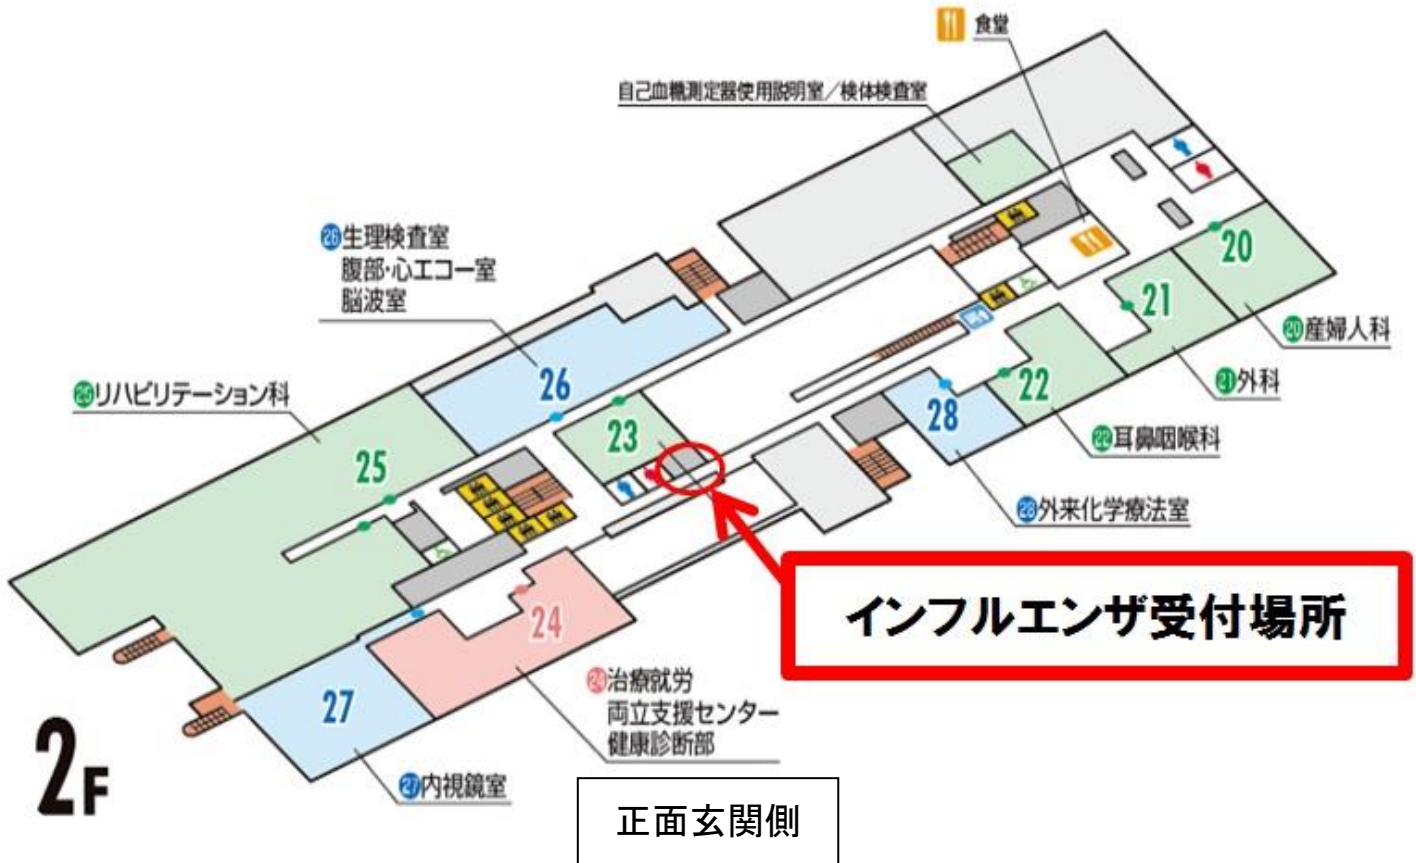 食堂
自己血糖測定器使用説明室/検体検査室
26生理検査室
腹部・心エコー室
脳波室
25リハビリテーション科
20
21
20産婦人科
26
22
21外科
23
28
22耳鼻咽喉科
25
28外来化学療法室
インフルエンザ受付場所
24
24治療就労
両立支援センター
健康診断部
27
27内視鏡室
2F
正面玄関側